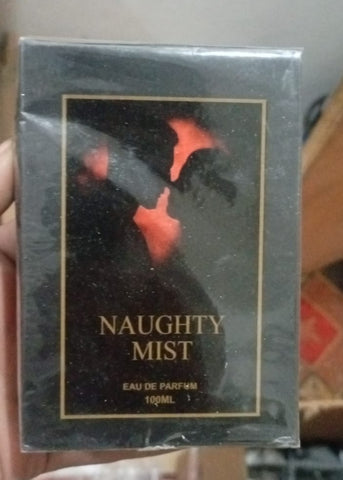 NAUGHTY
MIST
EAU DE PARFUM
100ML